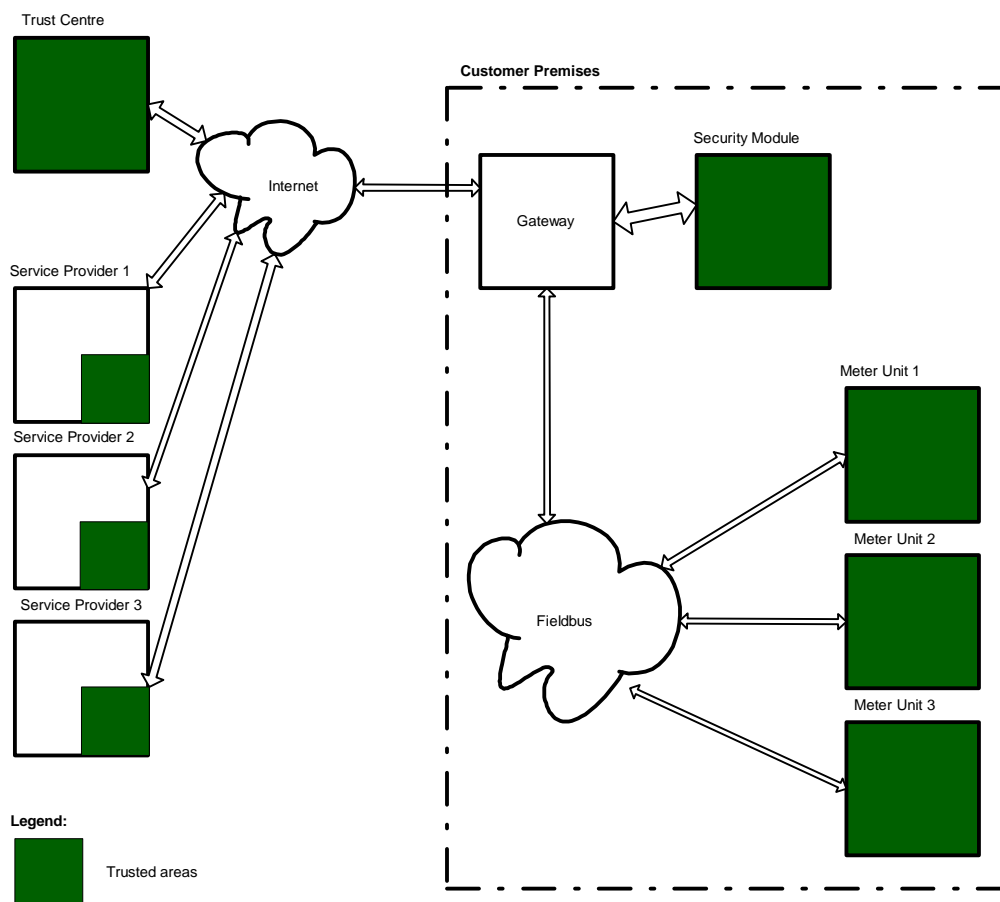 Trust Centre
Customer Premises
Security Module
Internet
Gateway
Service Provider 1
Meter Unit 1
Service Provider 2
Meter Unit 2
Service Provider 3
Fieldbus
Meter Unit 3
Legend:
Trusted areas